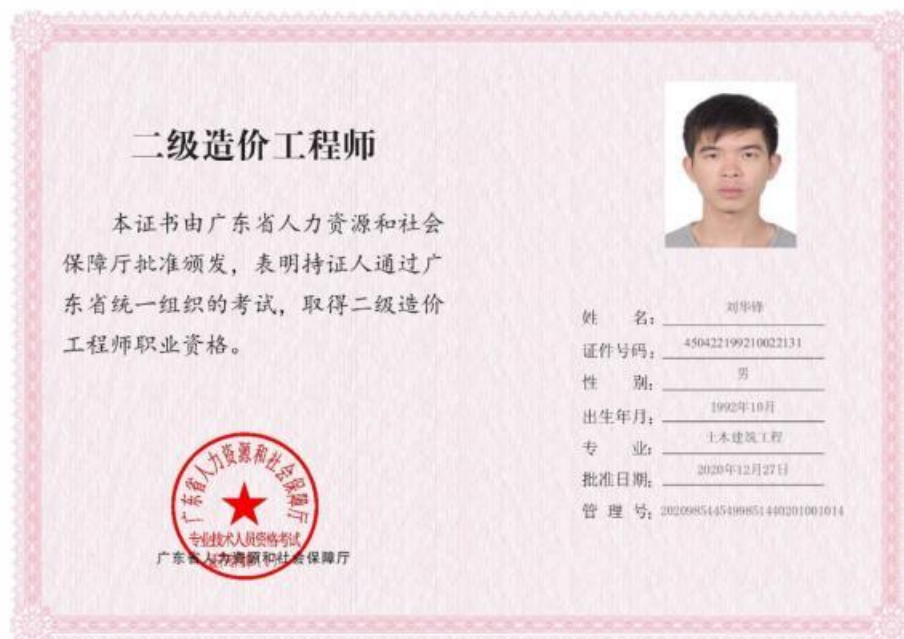 二级造价工程师
本证书由广东省人力资源和社会
保障厅批准颁发，表明持证人通过广
东省统一组织的考试，取得二级造价
工程师职业资格。
广东省人力资源和社会保障厅
专业技术人员资格考试
广东省人力资源和社会保障厅
姓 名：刘华锋
证件号码：450422199210022131
性 别：男
出生年月：1992年10月
专 业：土木建筑工程
批准日期：2020年12月27日
管 理 号：20209854454998514402010010​14